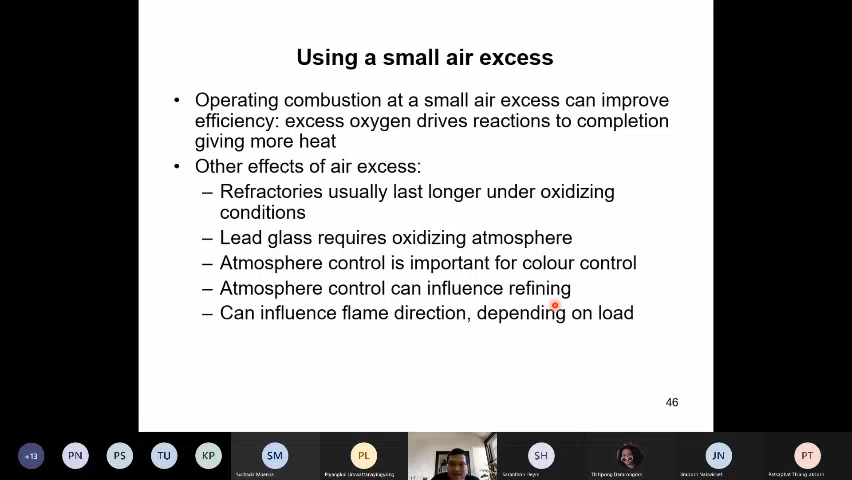 Using a small air excess
• Operating combustion at a small air excess can improve
efficiency: excess oxygen drives reactions to completion
giving more heat
• Other effects of air excess:
– Refractories usually last longer under oxidizing
conditions
– Lead glass requires oxidizing atmosphere
– Atmosphere control is important for colour control
– Atmosphere control can influence refining
– Can influence flame direction, depending on load
46
+13 PN PS TU KP SM PL SH JN PT
Suchada